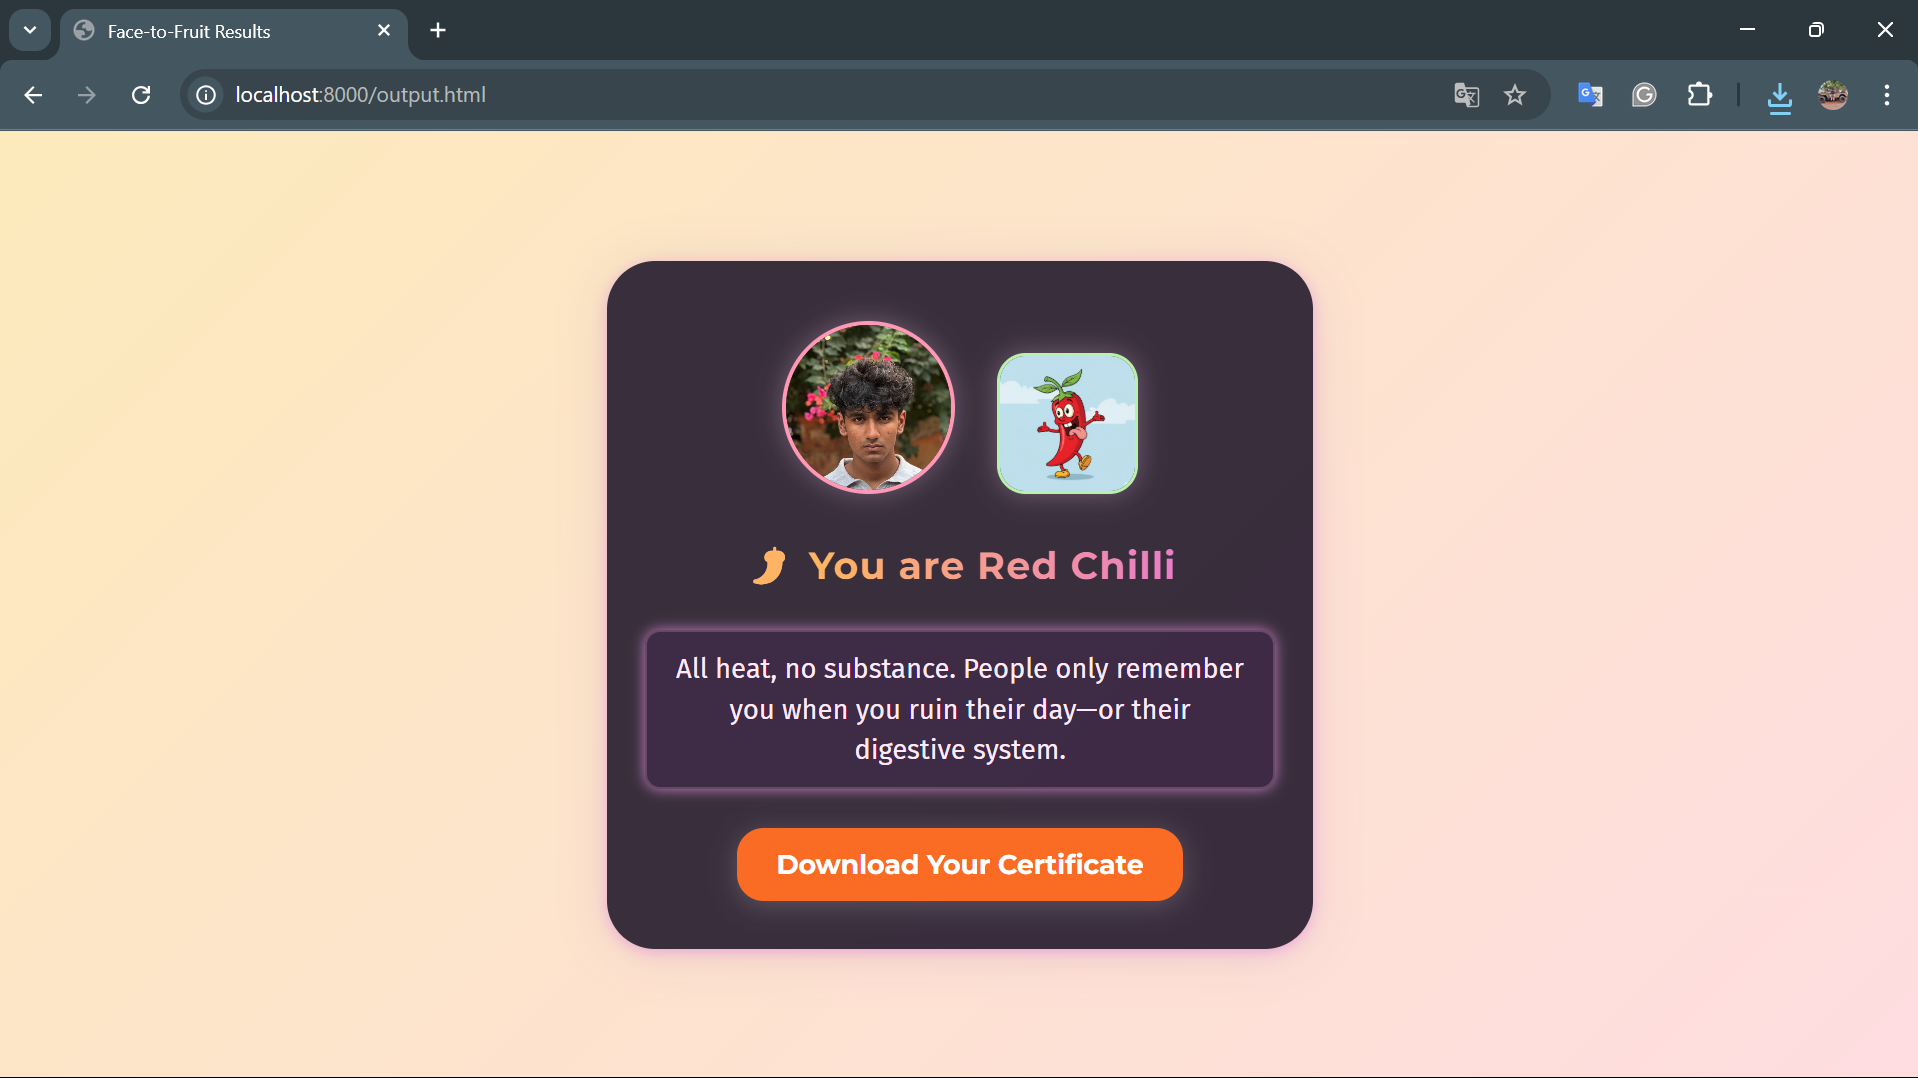 Face-to-Fruit Results
localhost:8000/output.html
You are Red Chilli
All heat, no substance. People only remember
you when you ruin their day—or their
digestive system.
Download Your Certificate